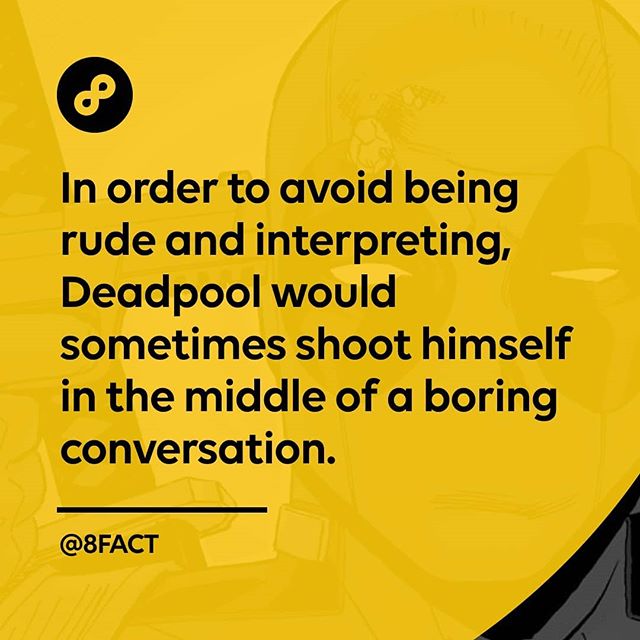 In order to avoid being
rude and interpreting,
Deadpool would
sometimes shoot himself
in the middle of a boring
conversation.
@8FACT